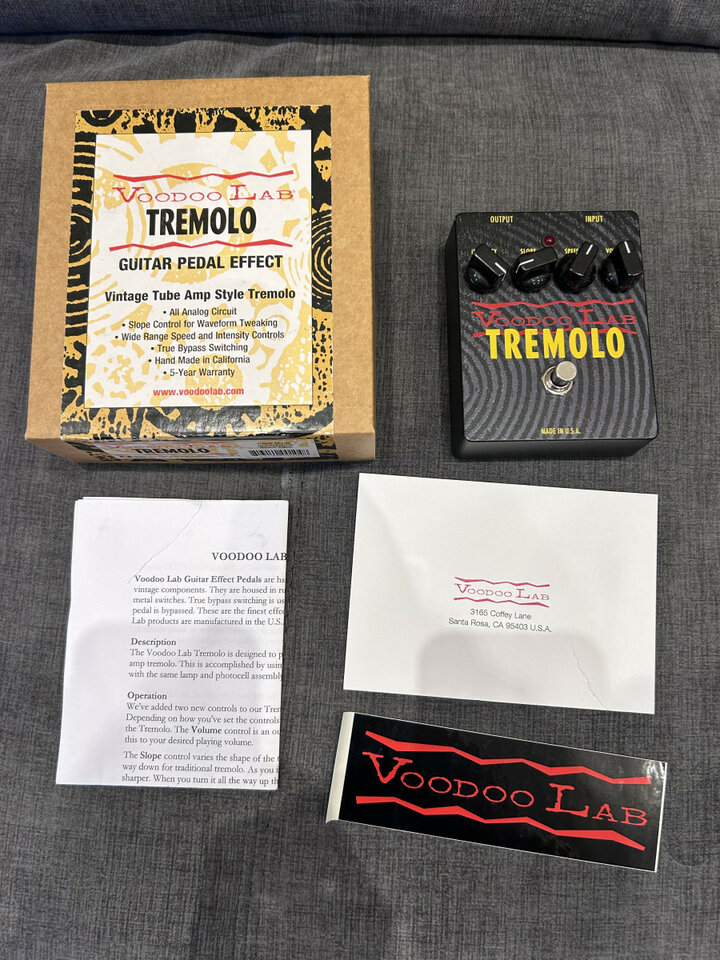 VOODOO LAB
TREMOLO
GUITAR PEDAL EFFECT
Vintage Tube Amp Style Tremolo
• All Analog Circuit
• Slope Control for Waveform Tweaking
• Wide Range Speed and Intensity Controls
• True Bypass Switching
• Hand Made in California
• 5-Year Warranty
www.voodoolab.com
TREMOLO
OUTPUT INPUT
VOODOO LAB
TREMOLO
MADE IN U.S.A.
VOODOO LAB
Voodoo Lab Guitar Effect Pedals are
vintage components. They are housed in
metal switches. True bypass switching is
pedal is bypassed. These are the finest
Lab products are manufactured in the U.S.
Description
The Voodoo Lab Tremolo is designed to
amp tremolo. This is accomplished by
with the same lamp and photocell
Operation
We've added two new controls to our
Depending on how you've set the controls
the Tremolo. The Volume control is an
this to your desired playing volume.
The Slope control varies the shape of the
way down for traditional tremolo. As you
sharper. When you turn it all the way up
VOODOO LAB
3165 Coffey Lane
Santa Rosa, CA 95403 U.S.A.
VOODOO LAB